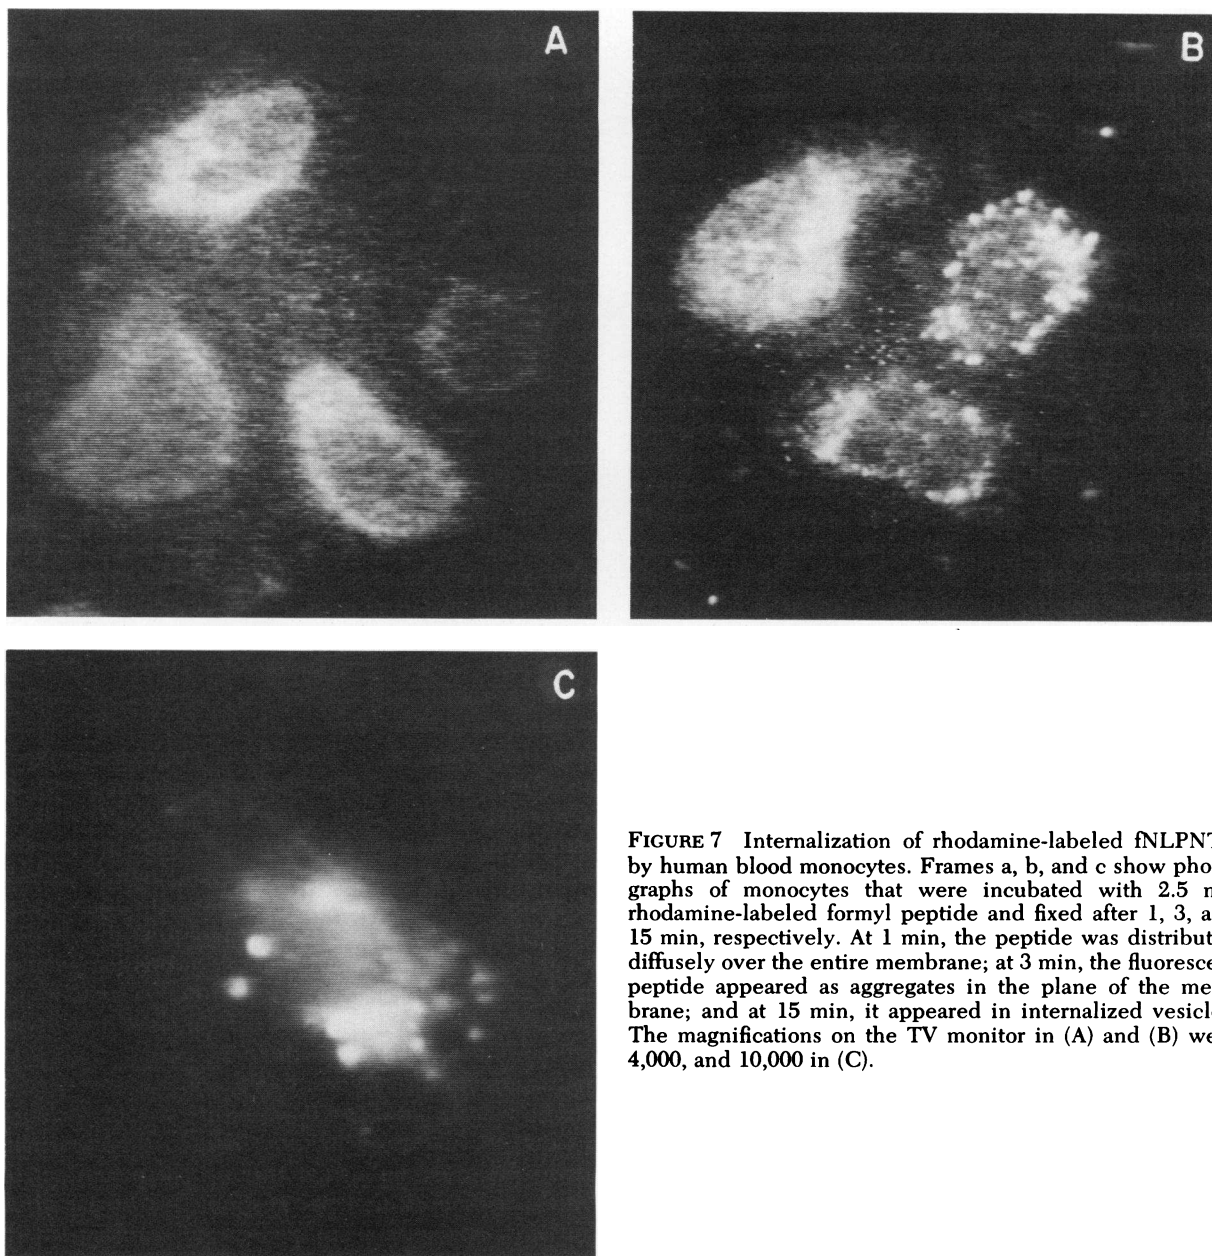 A
B
C
FIGURE 7 Internalization of rhodamine-labeled fNLPNT
by human blood monocytes. Frames a, b, and c show pho
graphs of monocytes that were incubated with 2.5 n
rhodamine-labeled formyl peptide and fixed after 1, 3, a
15 min, respectively. At 1 min, the peptide was distribut
diffusely over the entire membrane; at 3 min, the fluoresce
peptide appeared as aggregates in the plane of the me
brane; and at 15 min, it appeared in internalized vesicl
The magnifications on the TV monitor in (A) and (B) we
4,000, and 10,000 in (C).